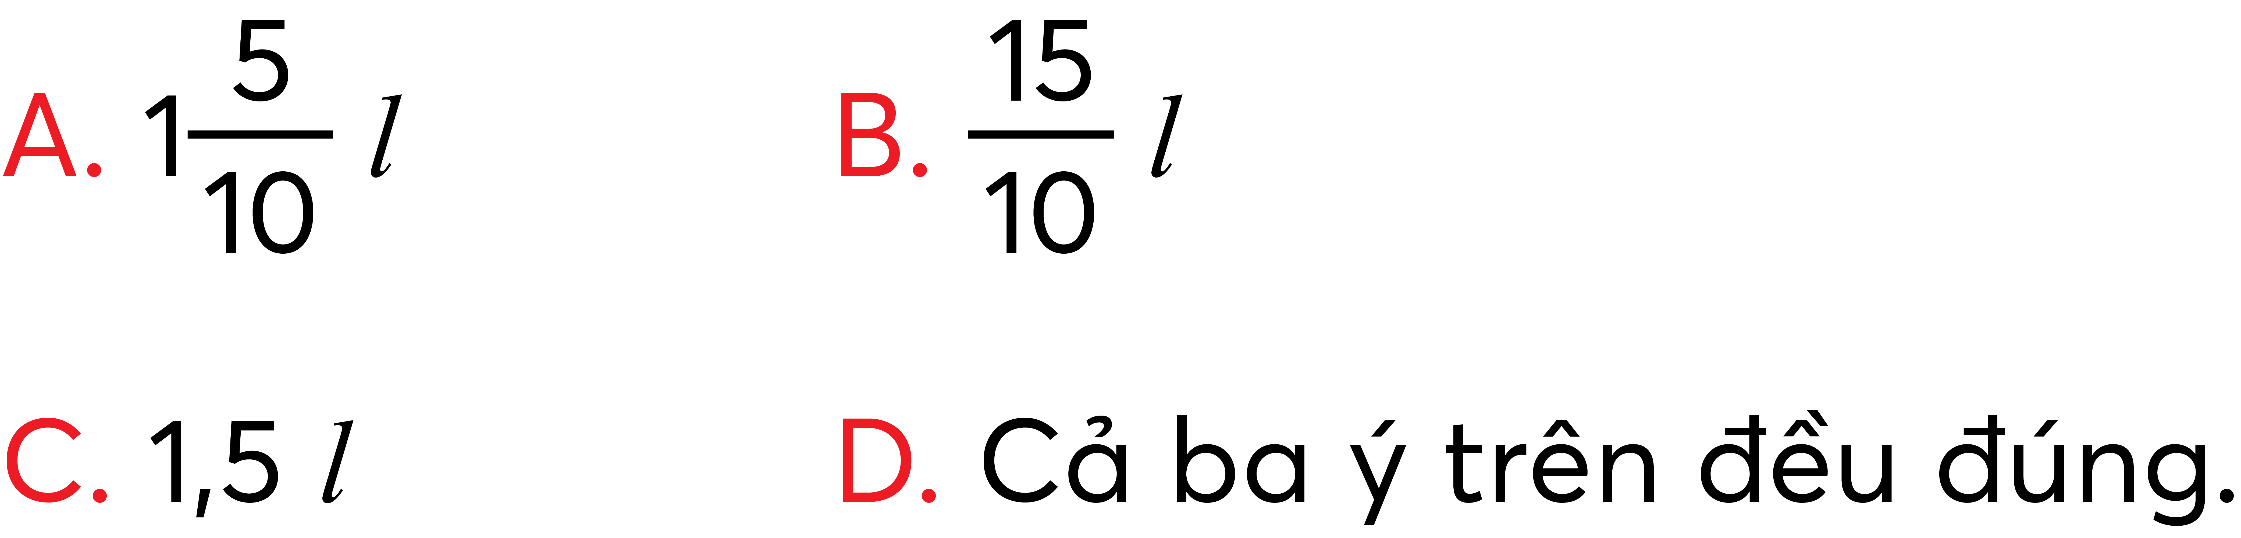 A. 1 5/10 l B. 15/10 l
C. 1,5 l D. Cả ba ý trên đều đúng.